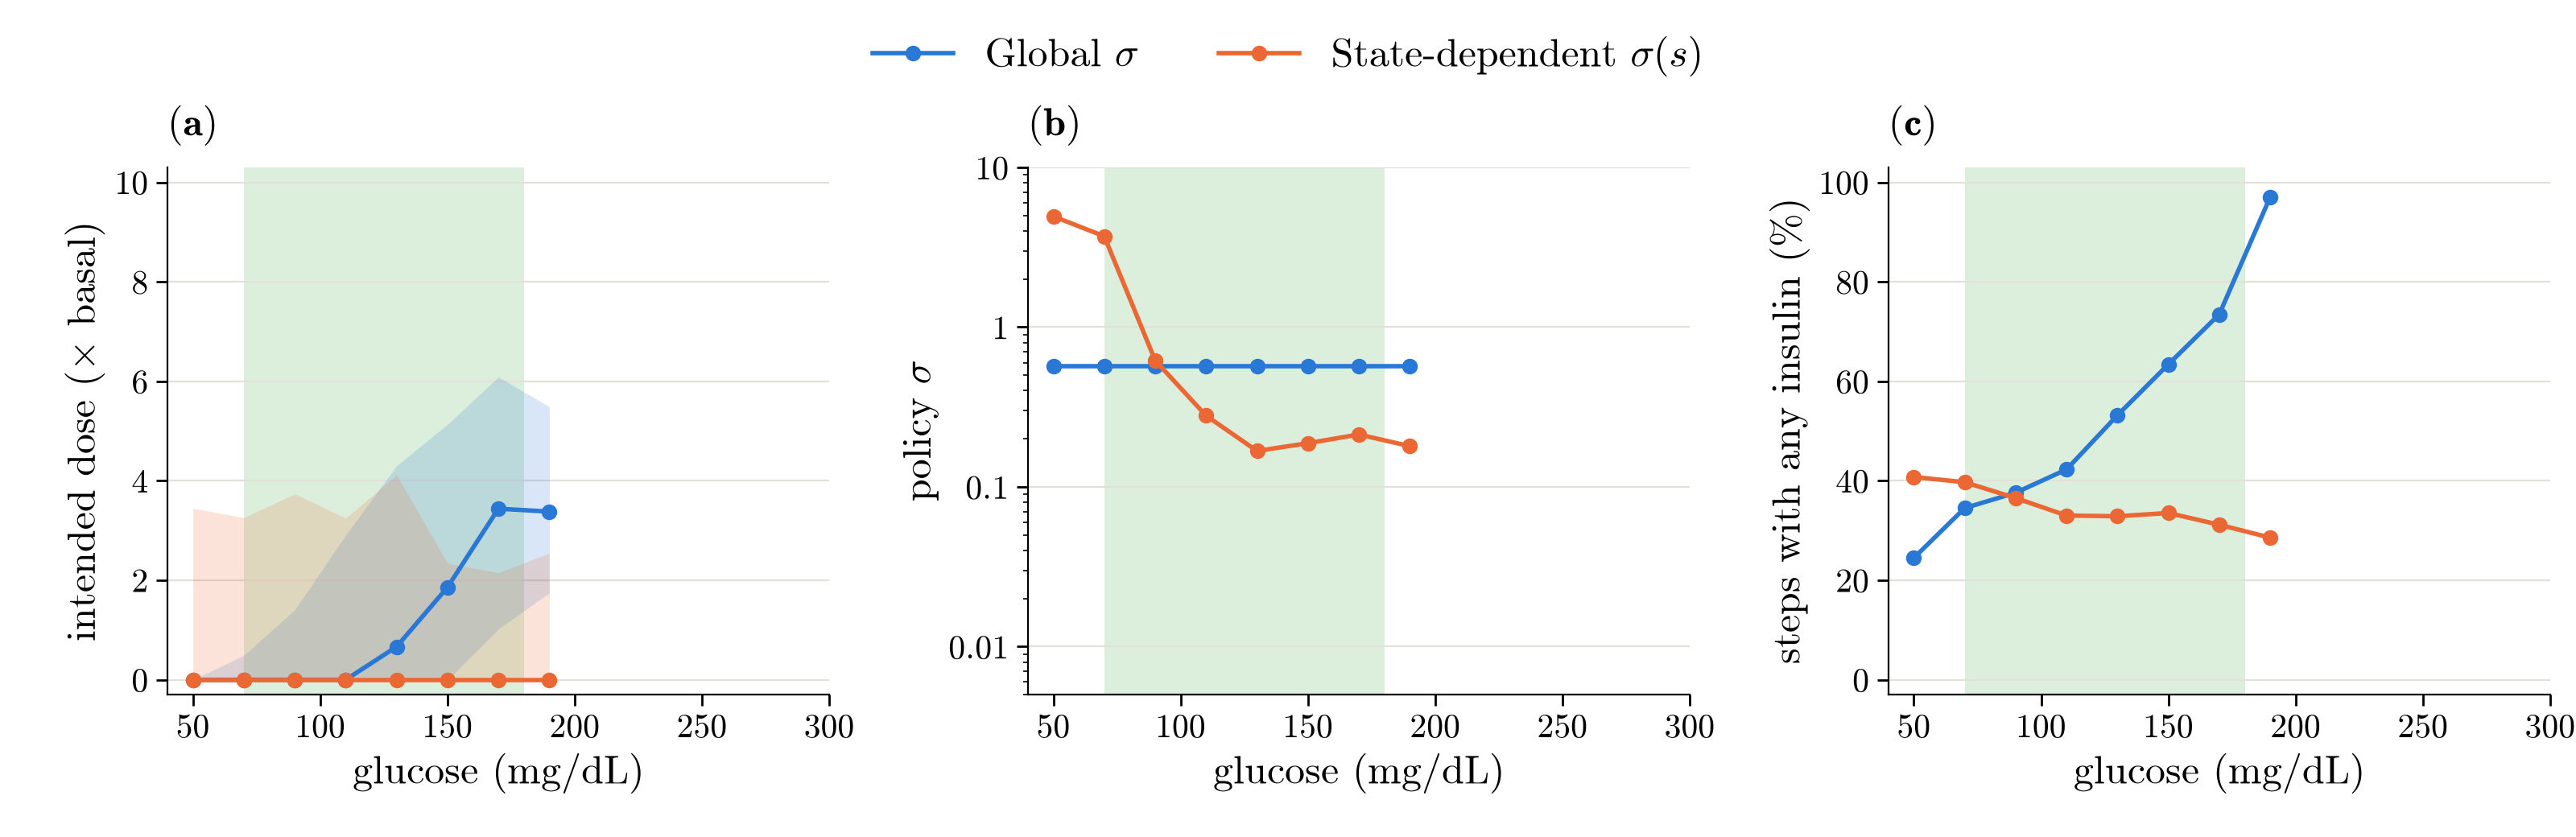 Global σ State-dependent σ(s)
(a)
intended dose (× basal)
10
8
6
4
2
0
50 100 150 200 250 300
glucose (mg/dL)
(b)
policy σ
10
1
0.1
0.01
50 100 150 200 250 300
glucose (mg/dL)
(c)
steps with any insulin (%)
100
80
60
40
20
0
50 100 150 200 250 300
glucose (mg/dL)